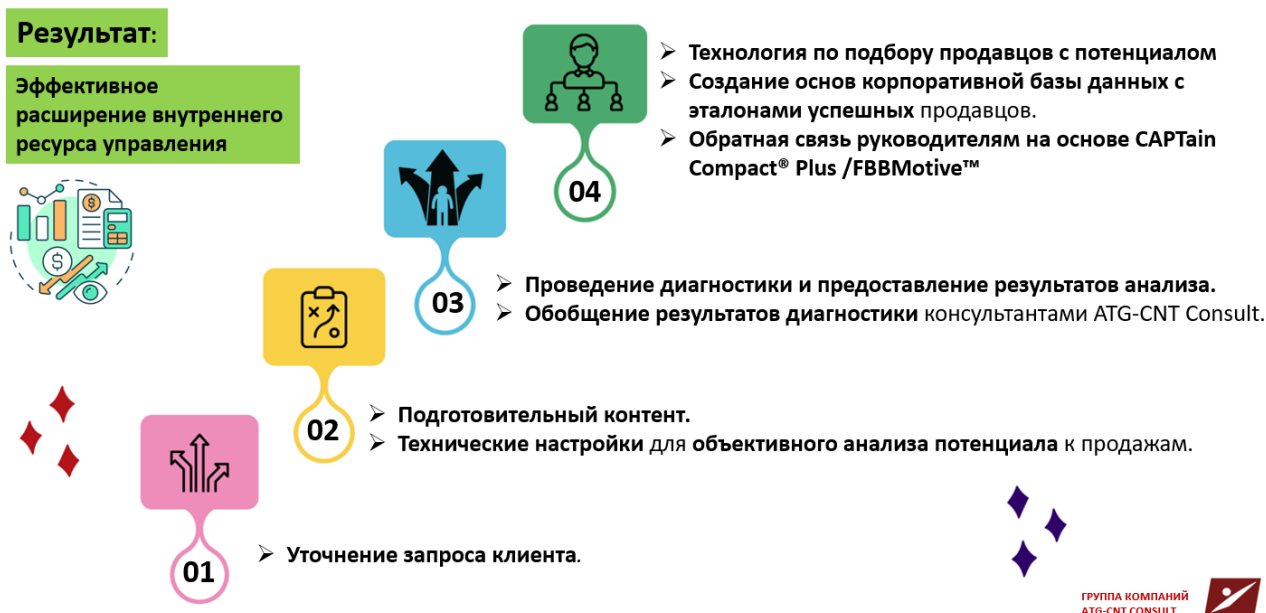 Результат:
Эффективное
расширение внутреннего
ресурса управления
04
➢ Технология по подбору продавцов с потенциалом
➢ Создание основ корпоративной базы данных с
эталонами успешных продавцов.
➢ Обратная связь руководителям на основе CAPTain
Compact® Plus /FBBMotive™
03
➢ Проведение диагностики и предоставление результатов анализа.
➢ Обобщение результатов диагностики консультантами ATG-CNT Consult.
02
➢ Подготовительный контент.
➢ Технические настройки для объективного анализа потенциала к продажам.
01
➢ Уточнение запроса клиента.
ГРУППА КОМПАНИЙ
ATG-CNT CONSULT